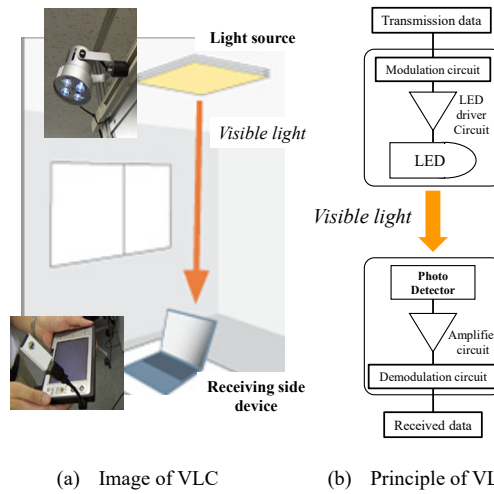 Light source
Visible light
Receiving side
device
(a) Image of VLC
Transmission data
Modulation circuit
LED
driver
Circuit
LED
Visible light
Photo
Detector
Amplifie
circuit
Demodulation circuit
Received data
(b) Principle of VL